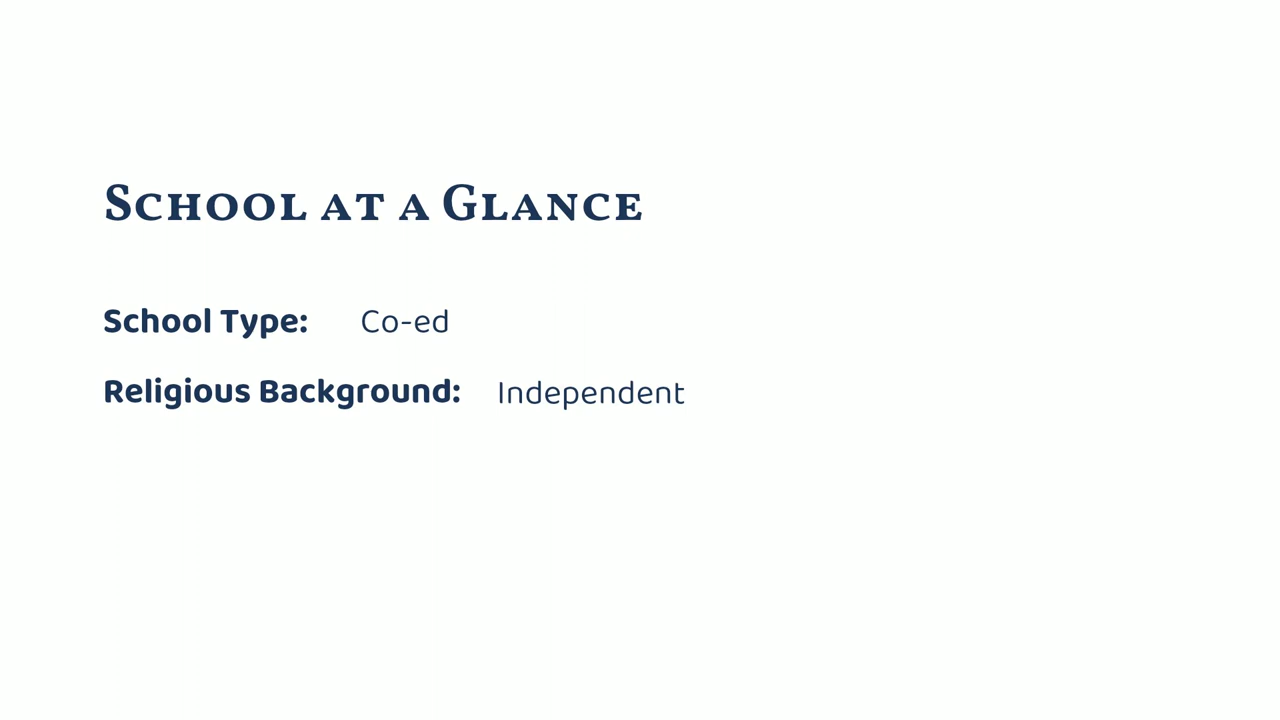 School at a Glance
School Type: Co-ed
Religious Background: Independent